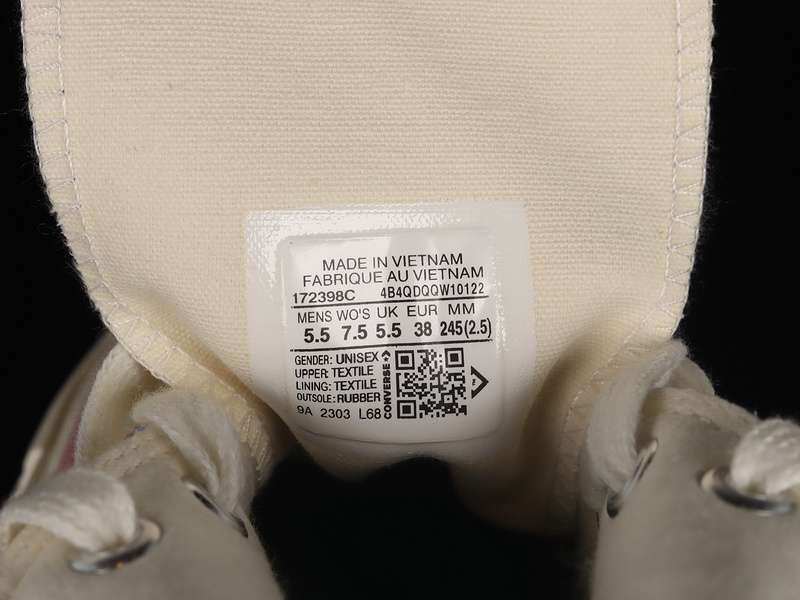 MADE IN VIETNAM
FABRIQUE AU VIETNAM
172398C 4B4QDQQW10122
MENS WO'S UK EUR MM
5.5 7.5 5.5 38 245(2.5)
GENDER: UNISEX
UPPER: TEXTILE
LINING: TEXTILE
OUTSOLE: RUBBER
9A 2303 L68
CONVERSE